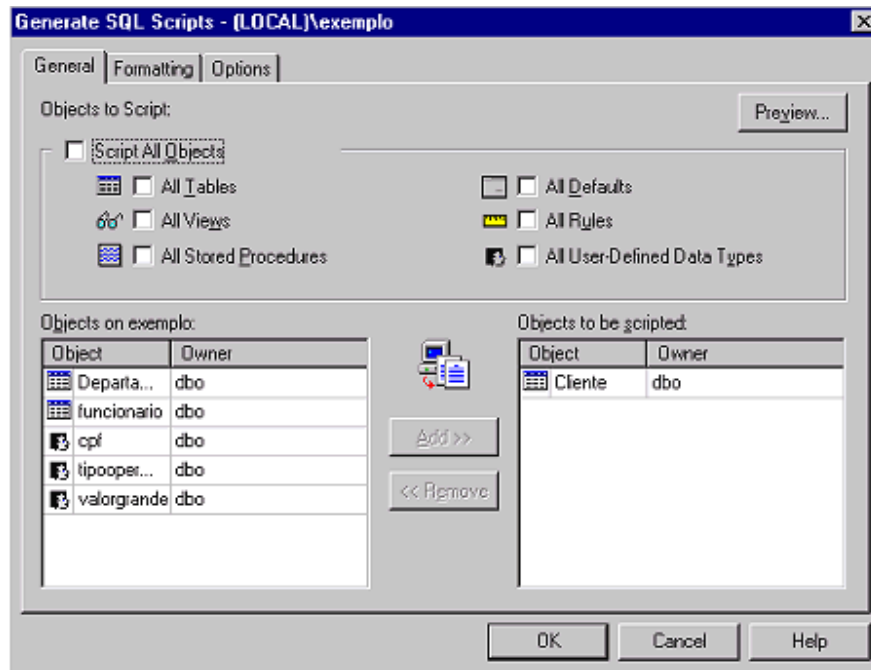 Generate SQL Scripts - (LOCAL)\exemplo
General Formatting Options
Objects to Script:
Preview...
Script All Objects
All Tables
All Defaults
All Views
All Rules
All Stored Procedures
All User-Defined Data Types
Objects on exemplo:
Objects to be scripted:
Object Owner
Object Owner
Departa... dbo
Cliente dbo
funcionario dbo
cpf dbo
tipooper... dbo
valorgrande dbo
Add >>
<< Remove
OK Cancel Help